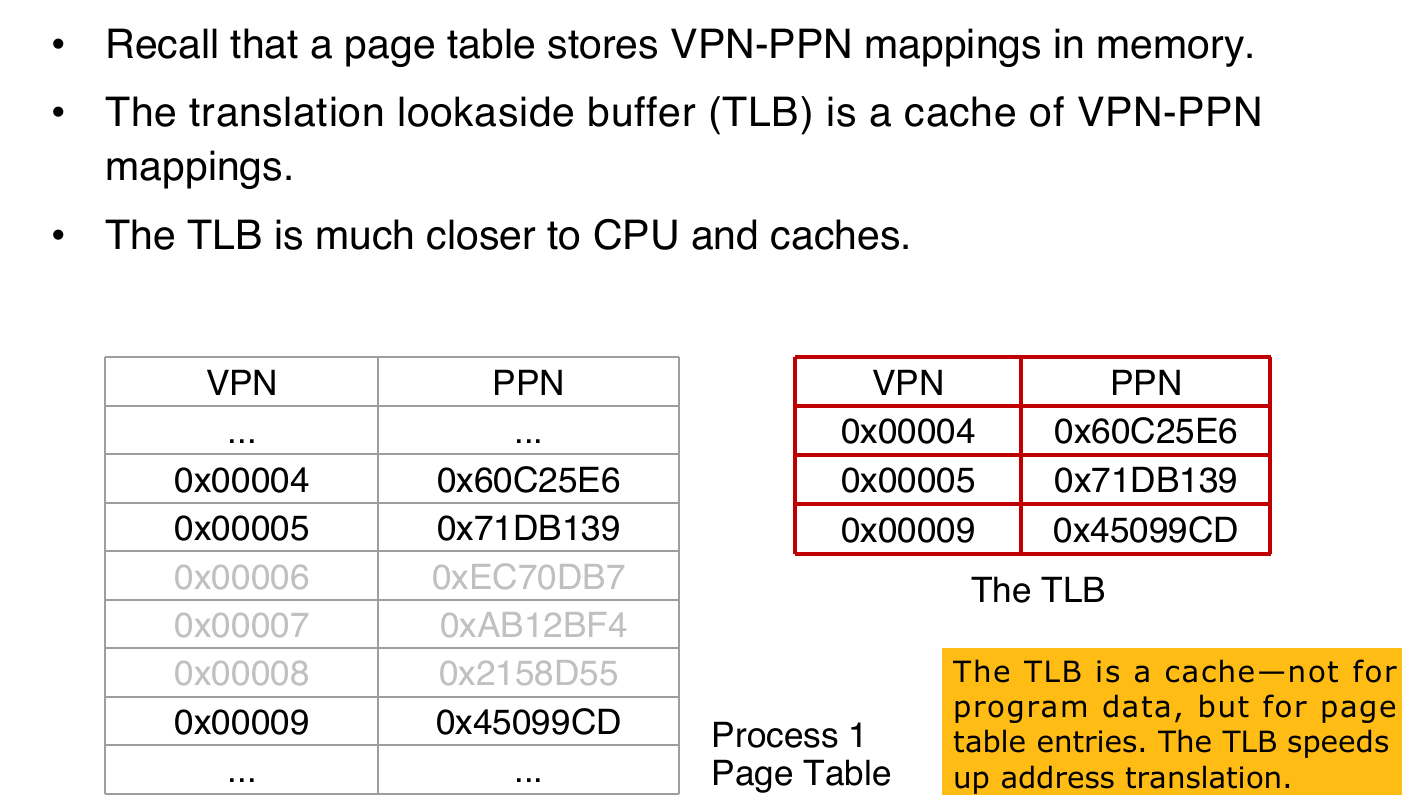 • Recall that a page table stores VPN-PPN mappings in memory.
• The translation lookaside buffer (TLB) is a cache of VPN-PPN
mappings.
• The TLB is much closer to CPU and caches.
VPN PPN
... ...
0x00004 0x60C25E6
0x00005 0x71DB139
0x00006 0xEC70DB7
0x00007 0xAB12BF4
0x00008 0x2158D55
0x00009 0x45099CD
... ...
Process 1
Page Table
VPN PPN
0x00004 0x60C25E6
0x00005 0x71DB139
0x00009 0x45099CD
The TLB
The TLB is a cache—not for
program data, but for page
table entries. The TLB speeds
up address translation.